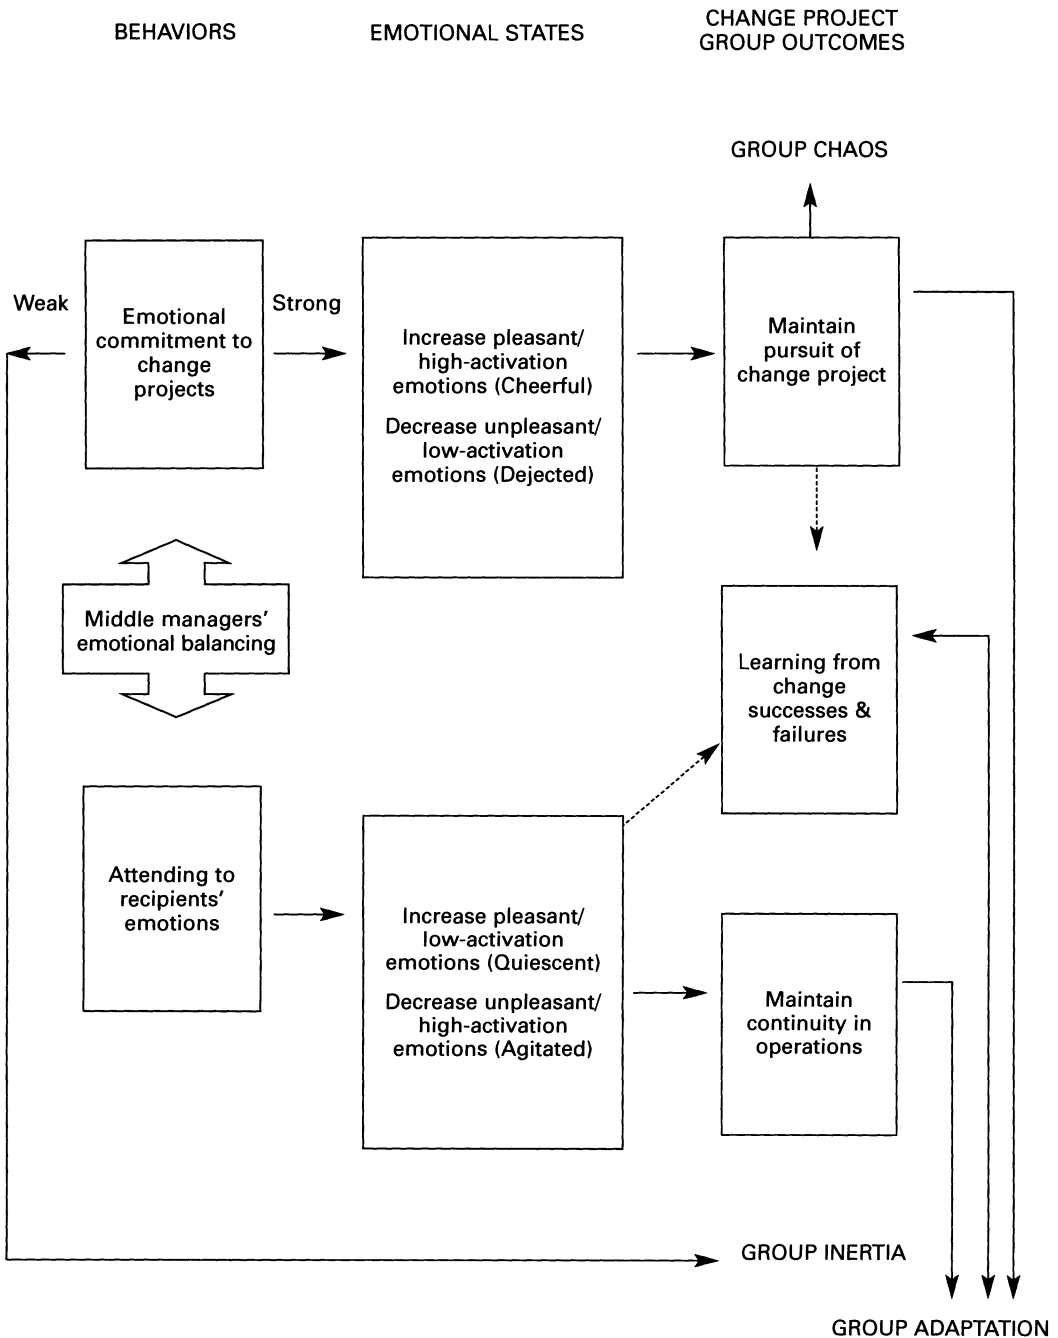 BEHAVIORS
EMOTIONAL STATES
CHANGE PROJECT
GROUP OUTCOMES
GROUP CHAOS
Weak
Emotional
commitment to
change
projects
Strong
Increase pleasant/
high-activation
emotions (Cheerful)
Decrease unpleasant/
low-activation
emotions (Dejected)
Maintain
pursuit of
change project
Middle managers’
emotional balancing
Learning from
change
successes &
failures
Attending to
recipients’
emotions
Increase pleasant/
low-activation
emotions (Quiescent)
Decrease unpleasant/
high-activation
emotions (Agitated)
Maintain
continuity in
operations
GROUP INERTIA
GROUP ADAPTATION